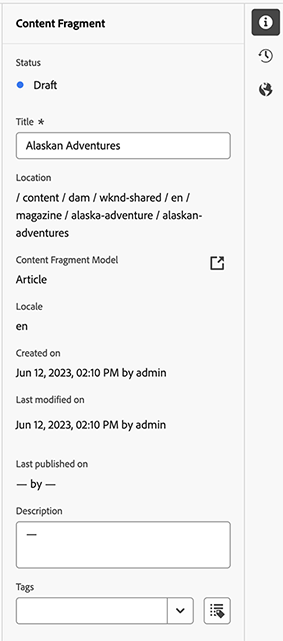 Content Fragment
Status
Draft
Title *
Alaskan Adventures
Location
/ content / dam / wknd-shared / en /
magazine / alaska-adventure / alaskan-
adventures
Content Fragment Model
Article
Locale
en
Created on
Jun 12, 2023, 02:10 PM by admin
Last modified on
Jun 12, 2023, 02:10 PM by admin
Last published on
— by —
Description
—
Tags